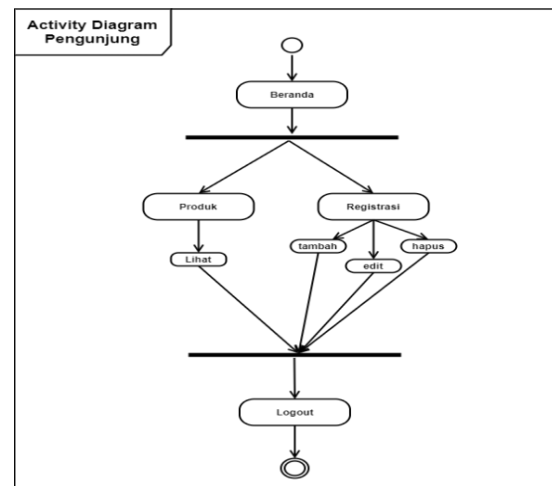 Activity Diagram
Pengunjung
Beranda
Produk
Registrasi
tambah
hapus
Lihat
edit
Logout